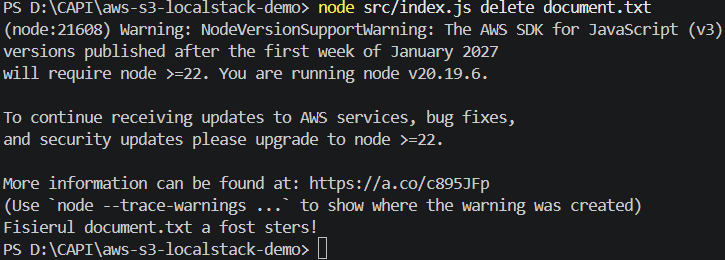 PS D:\CAPI\aws-s3-localstack-demo> node src/index.js delete document.txt
(node:21608) Warning: NodeVersionSupportWarning: The AWS SDK for JavaScript (v3)
versions published after the first week of January 2027
will require node >=22. You are running node v20.19.6.

To continue receiving updates to AWS services, bug fixes,
and security updates please upgrade to node >=22.

More information can be found at: https://a.co/c895JFp
(Use `node --trace-warnings ...` to show where the warning was created)
Fisierul document.txt a fost sters!
PS D:\CAPI\aws-s3-localstack-demo>